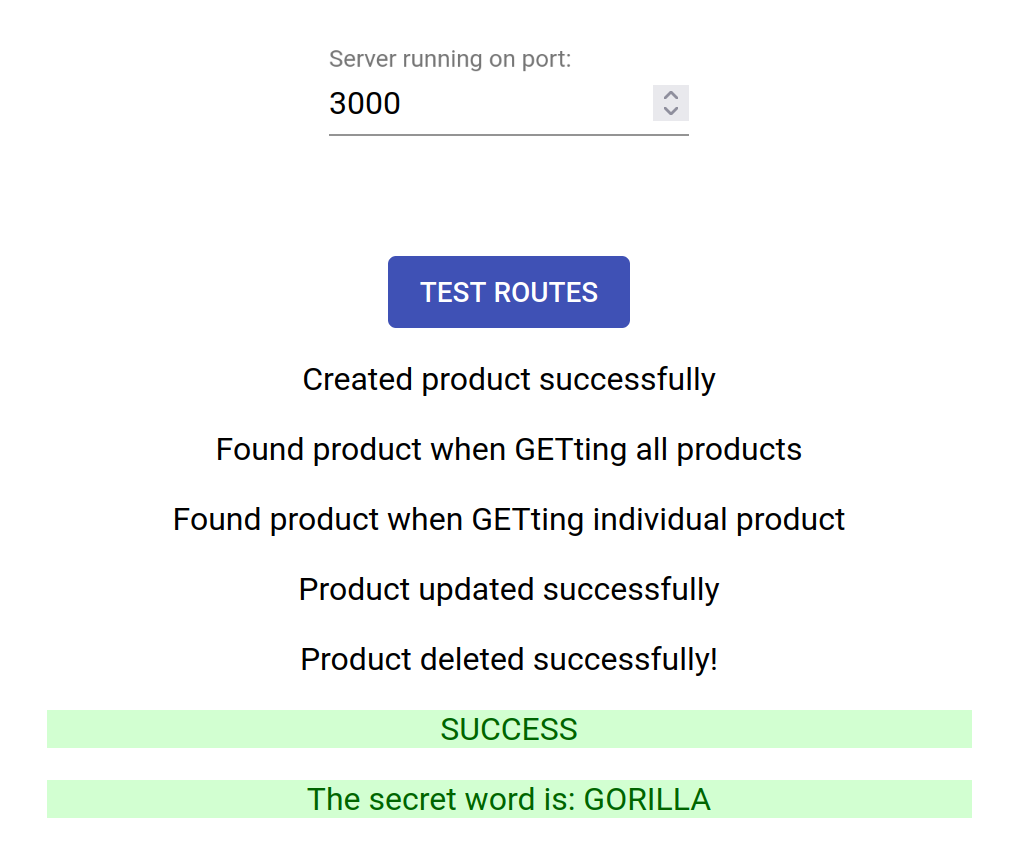 Server running on port:
3000
TEST ROUTES
Created product successfully
Found product when GETting all products
Found product when GETting individual product
Product updated successfully
Product deleted successfully!
SUCCESS
The secret word is: GORILLA